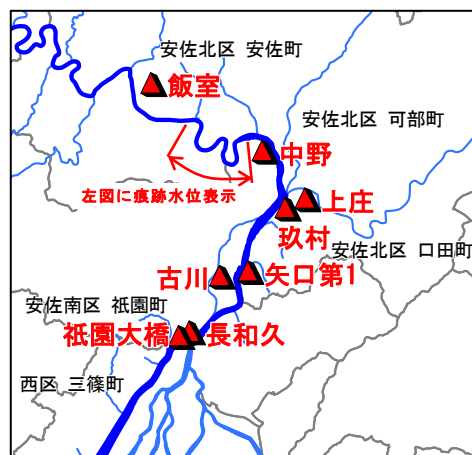 安佐北区 安佐町
飯室
安佐北区 可部町
中野
左図に痕跡水位表示
上庄
玖村
安佐北区 口田町
古川
矢口第1
安佐南区 祇園町
祇園大橋
長和久
西区 三篠町